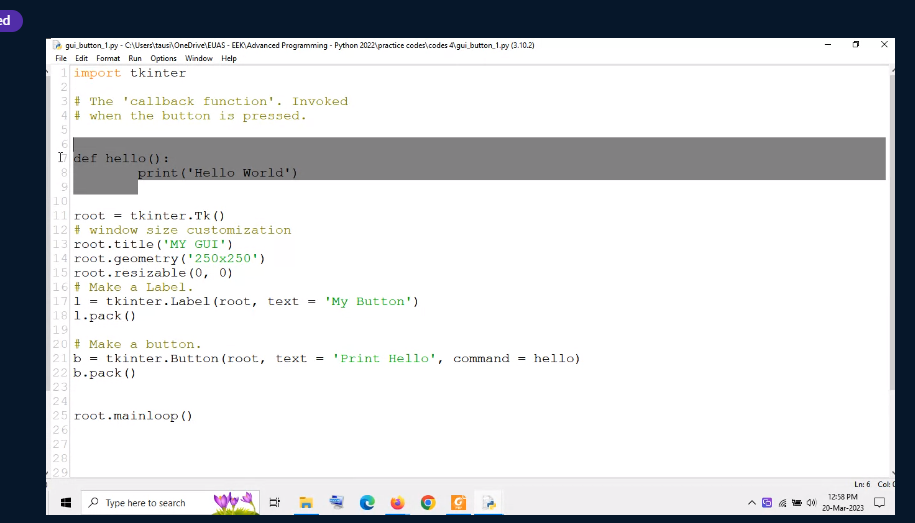 ed
gui_button_1.py - C:\Users\tausi\OneDrive\EUAS - EEK\Advanced Programming - Python 2022\practice codes\codes 4\gui_button_1.py (3.10.2)
File Edit Format Run Options Window Help
1 import tkinter
2
3 # The 'callback function'. Invoked
4 # when the button is pressed.
5
6
7 def hello():
8 print('Hello World')
9
10
11 root = tkinter.Tk()
12 # window size customization
13 root.title('MY GUI')
14 root.geometry('250x250')
15 root.resizable(0, 0)
16 # Make a Label.
17 l = tkinter.Label(root, text = 'My Button')
18 l.pack()
19
20 # Make a button.
21 b = tkinter.Button(root, text = 'Print Hello', command = hello)
22 b.pack()
23
24
25 root.mainloop()
26
27
28
29
Ln: 6 Col: 0
Type here to search
12:58 PM
20-Mar-2023